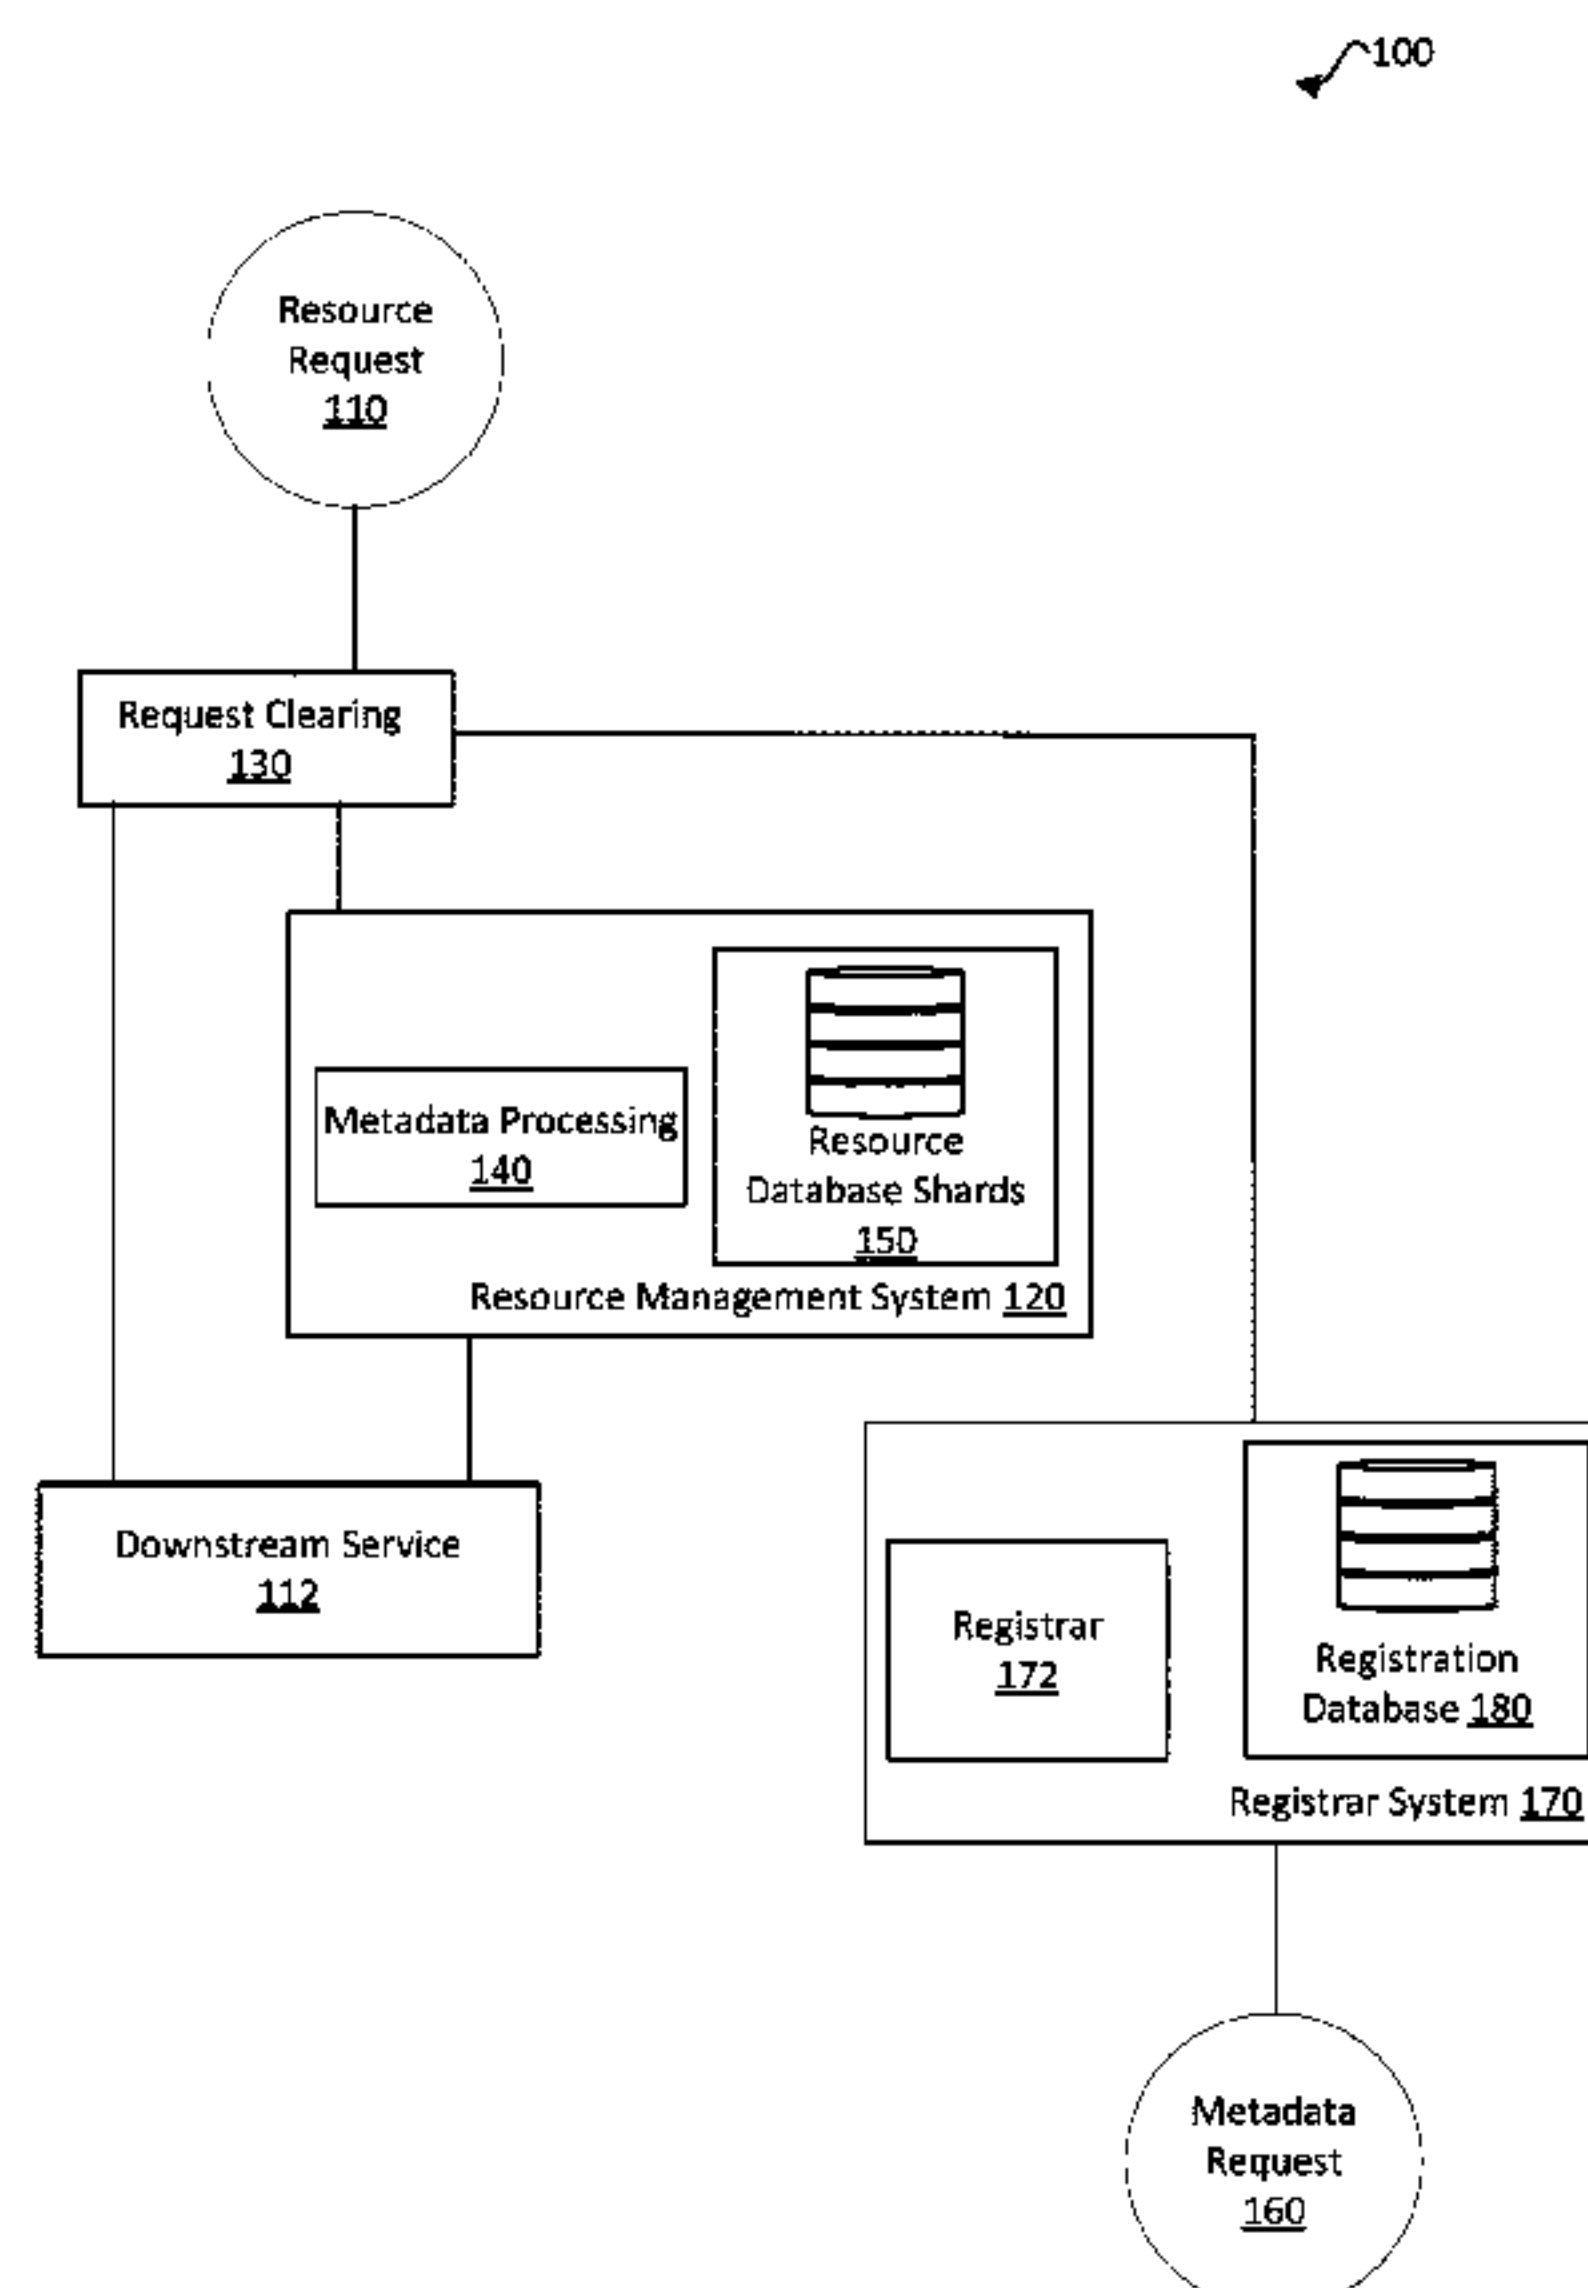 100
Resource
Request
110
Request Clearing
130
Metadata Processing
140
Resource
Database Shards
150
Resource Management System 120
Downstream Service
112
Registrar
172
Registration
Database 180
Registrar System 170
Metadata
Request
160